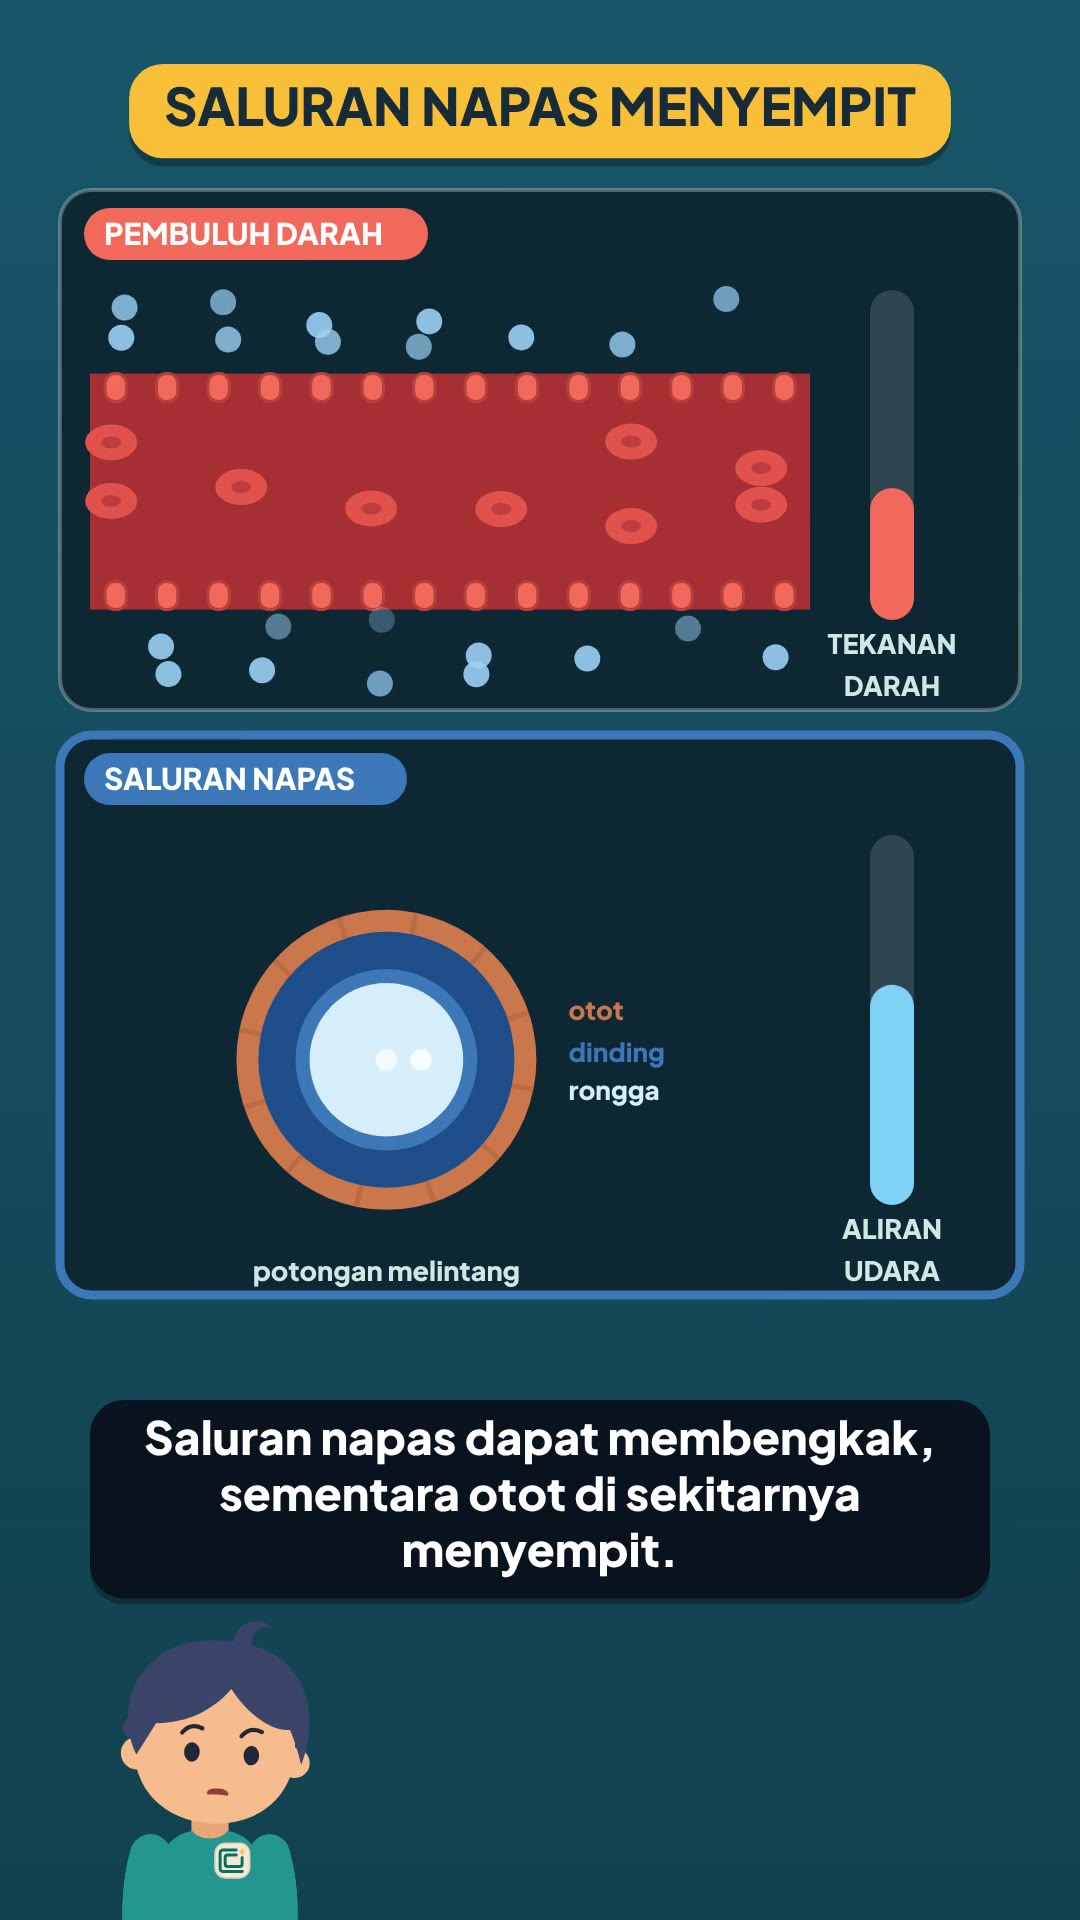 SALURAN NAPAS MENYEMPIT
PEMBULUH DARAH
TEKANAN
DARAH
SALURAN NAPAS
otot
dinding
rongga
ALIRAN
UDARA
potongan melintang
Saluran napas dapat membengkak,
sementara otot di sekitarnya
menyempit.